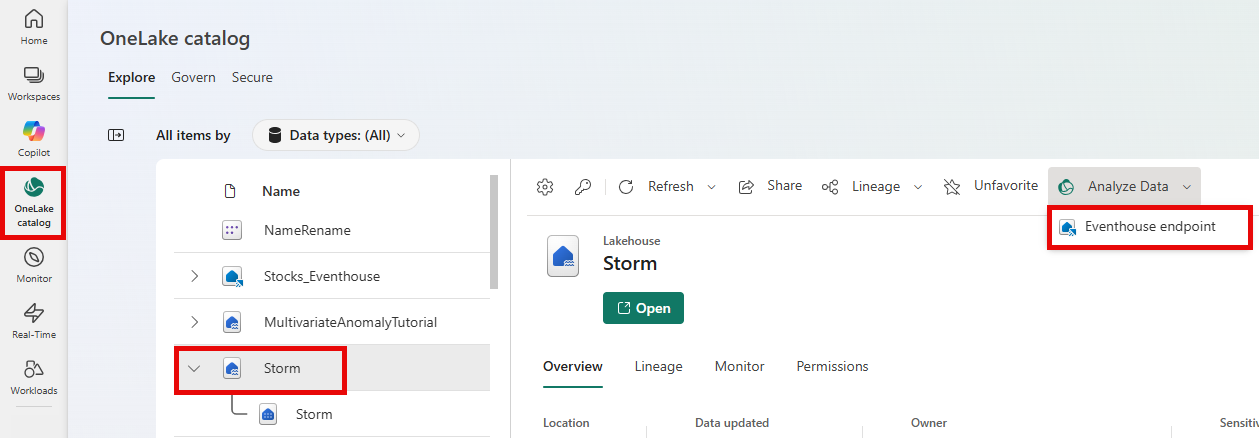 Home
Workspaces
Copilot
OneLake
catalog
Monitor
Real-Time
Workloads
OneLake catalog
Explore Govern Secure
All items by Data types: (All)
Name
NameRename
Stocks_Eventhouse
MultivariateAnomalyTutorial
Storm
Storm
Refresh Share Lineage Unfavorite Analyze Data
Eventhouse endpoint
Lakehouse
Storm
Open
Overview Lineage Monitor Permissions
Location Data updated Owner Sensiti